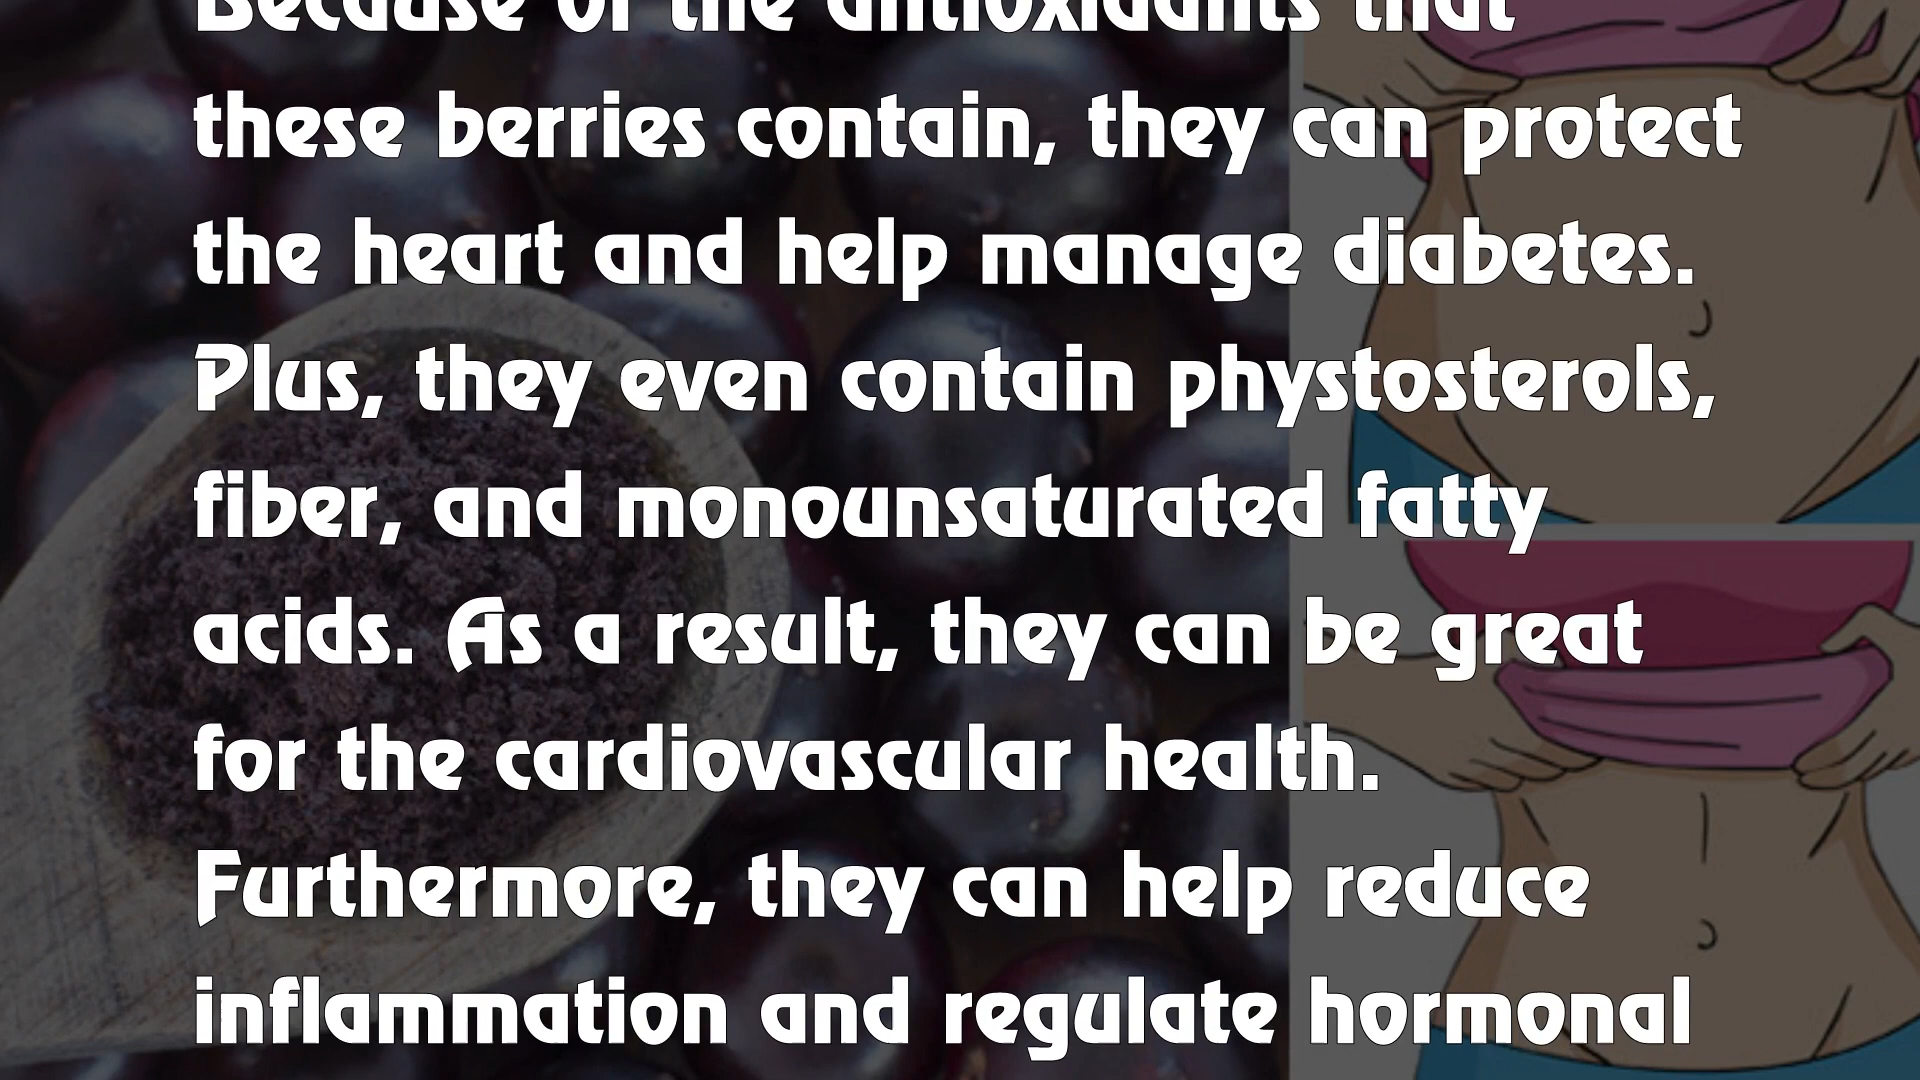 Because of the antioxidants that
these berries contain, they can protect
the heart and help manage diabetes.
Plus, they even contain phystosterols,
fiber, and monounsaturated fatty
acids. As a result, they can be great
for the cardiovascular health.
Furthermore, they can help reduce
inflammation and regulate hormonal